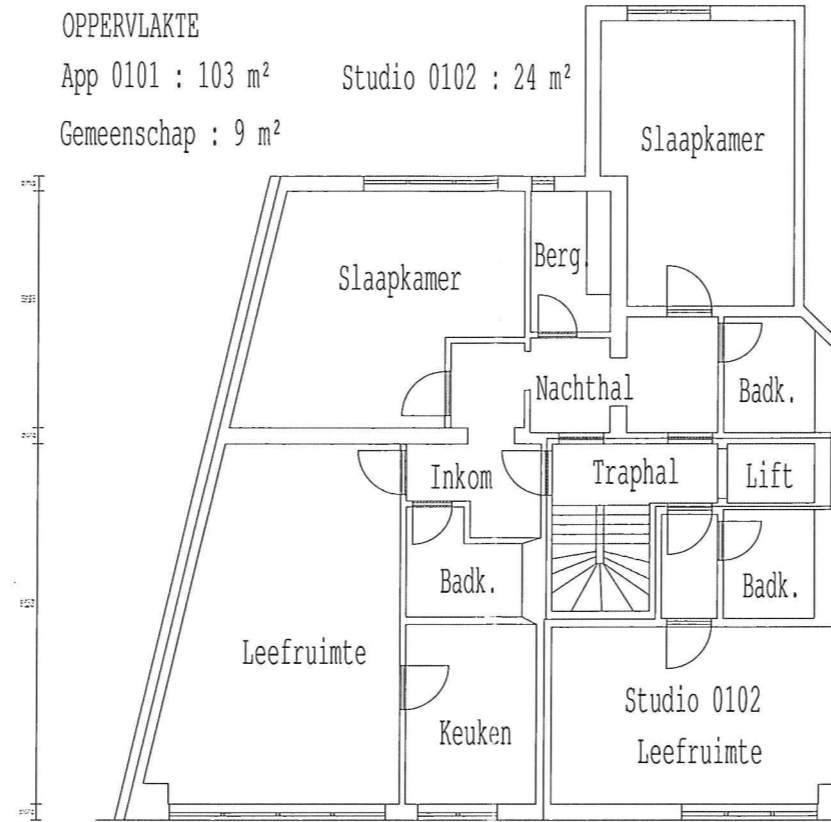 OPPERVLAKTE
App 0101 : 103 m²
Studio 0102 : 24 m²
Gemeenschap : 9 m²
Slaapkamer
Berg.
Slaapkamer
Nachthal
Badk.
Inkom
Traphal
Lift
Badk.
Badk.
Leefruimte
Studio 0102
Keuken
Leefruimte